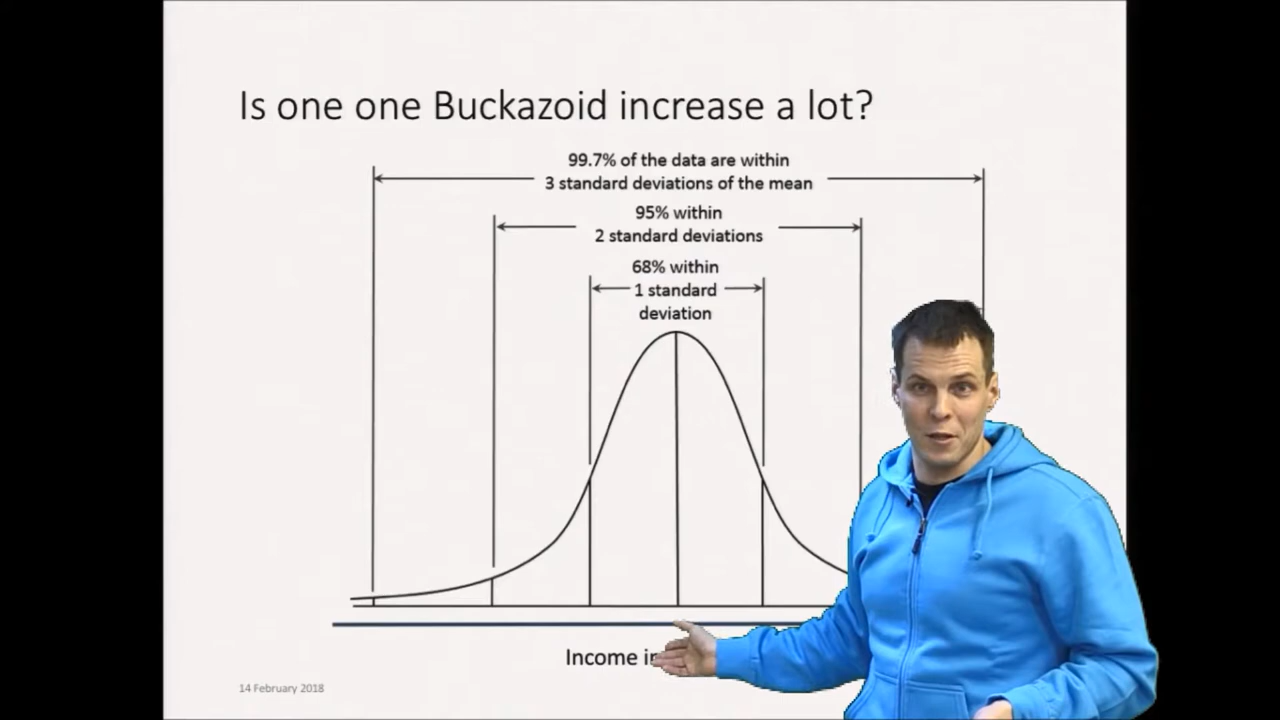 Is one one Buckazoid increase a lot?
99.7% of the data are within
3 standard deviations of the mean
95% within
2 standard deviations
68% within
1 standard
deviation
Income
14 February 2018